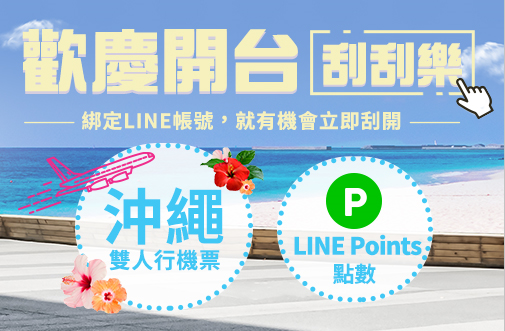 歡慶開台 刮刮樂
綁定LINE帳號，就有機會立即刮開
沖繩
雙人行機票
P
LINE Points
點數